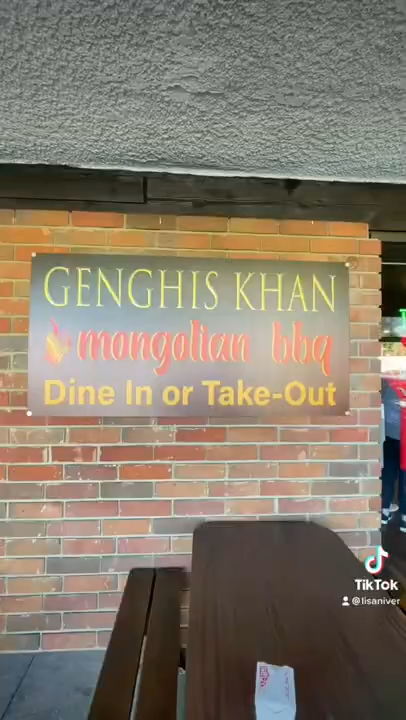 GENGHIS KHAN
mongolian bbq
Dine In or Take-Out
TikTok
@lisaniver